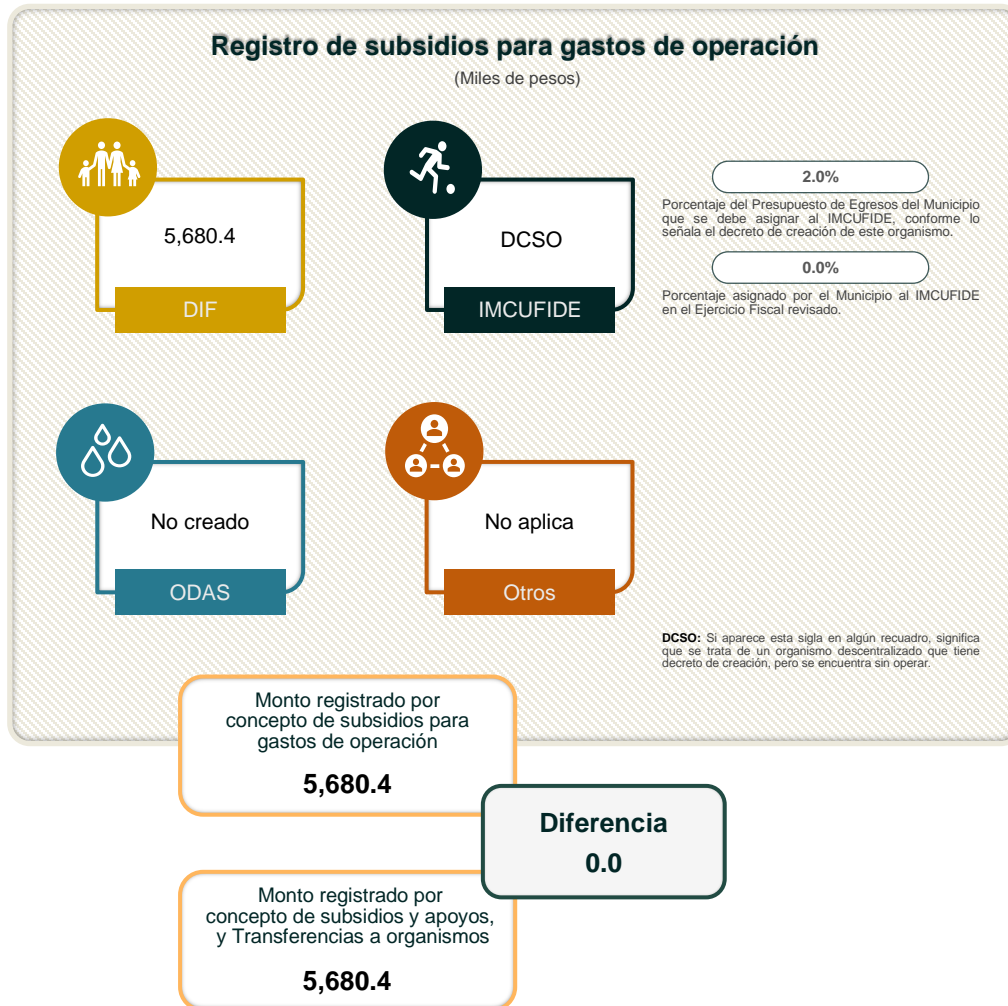 Registro de subsidios para gastos de operación
(Miles de pesos)
5,680.4
DIF
DCSO
IMCUFIDE
2.0%
Porcentaje del Presupuesto de Egresos del Municipio
que se debe asignar al IMCUFIDE, conforme lo
señala el decreto de creación de este organismo.
0.0%
Porcentaje asignado por el Municipio al IMCUFIDE
en el Ejercicio Fiscal revisado.
No creado
ODAS
No aplica
Otros
DCSO: Si aparece esta sigla en algún recuadro, significa
que se trata de un organismo descentralizado que tiene
decreto de creación, pero se encuentra sin operar.
Monto registrado por
concepto de subsidios para
gastos de operación
5,680.4
Diferencia
0.0
Monto registrado por
concepto de subsidios y apoyos,
y Transferencias a organismos
5,680.4